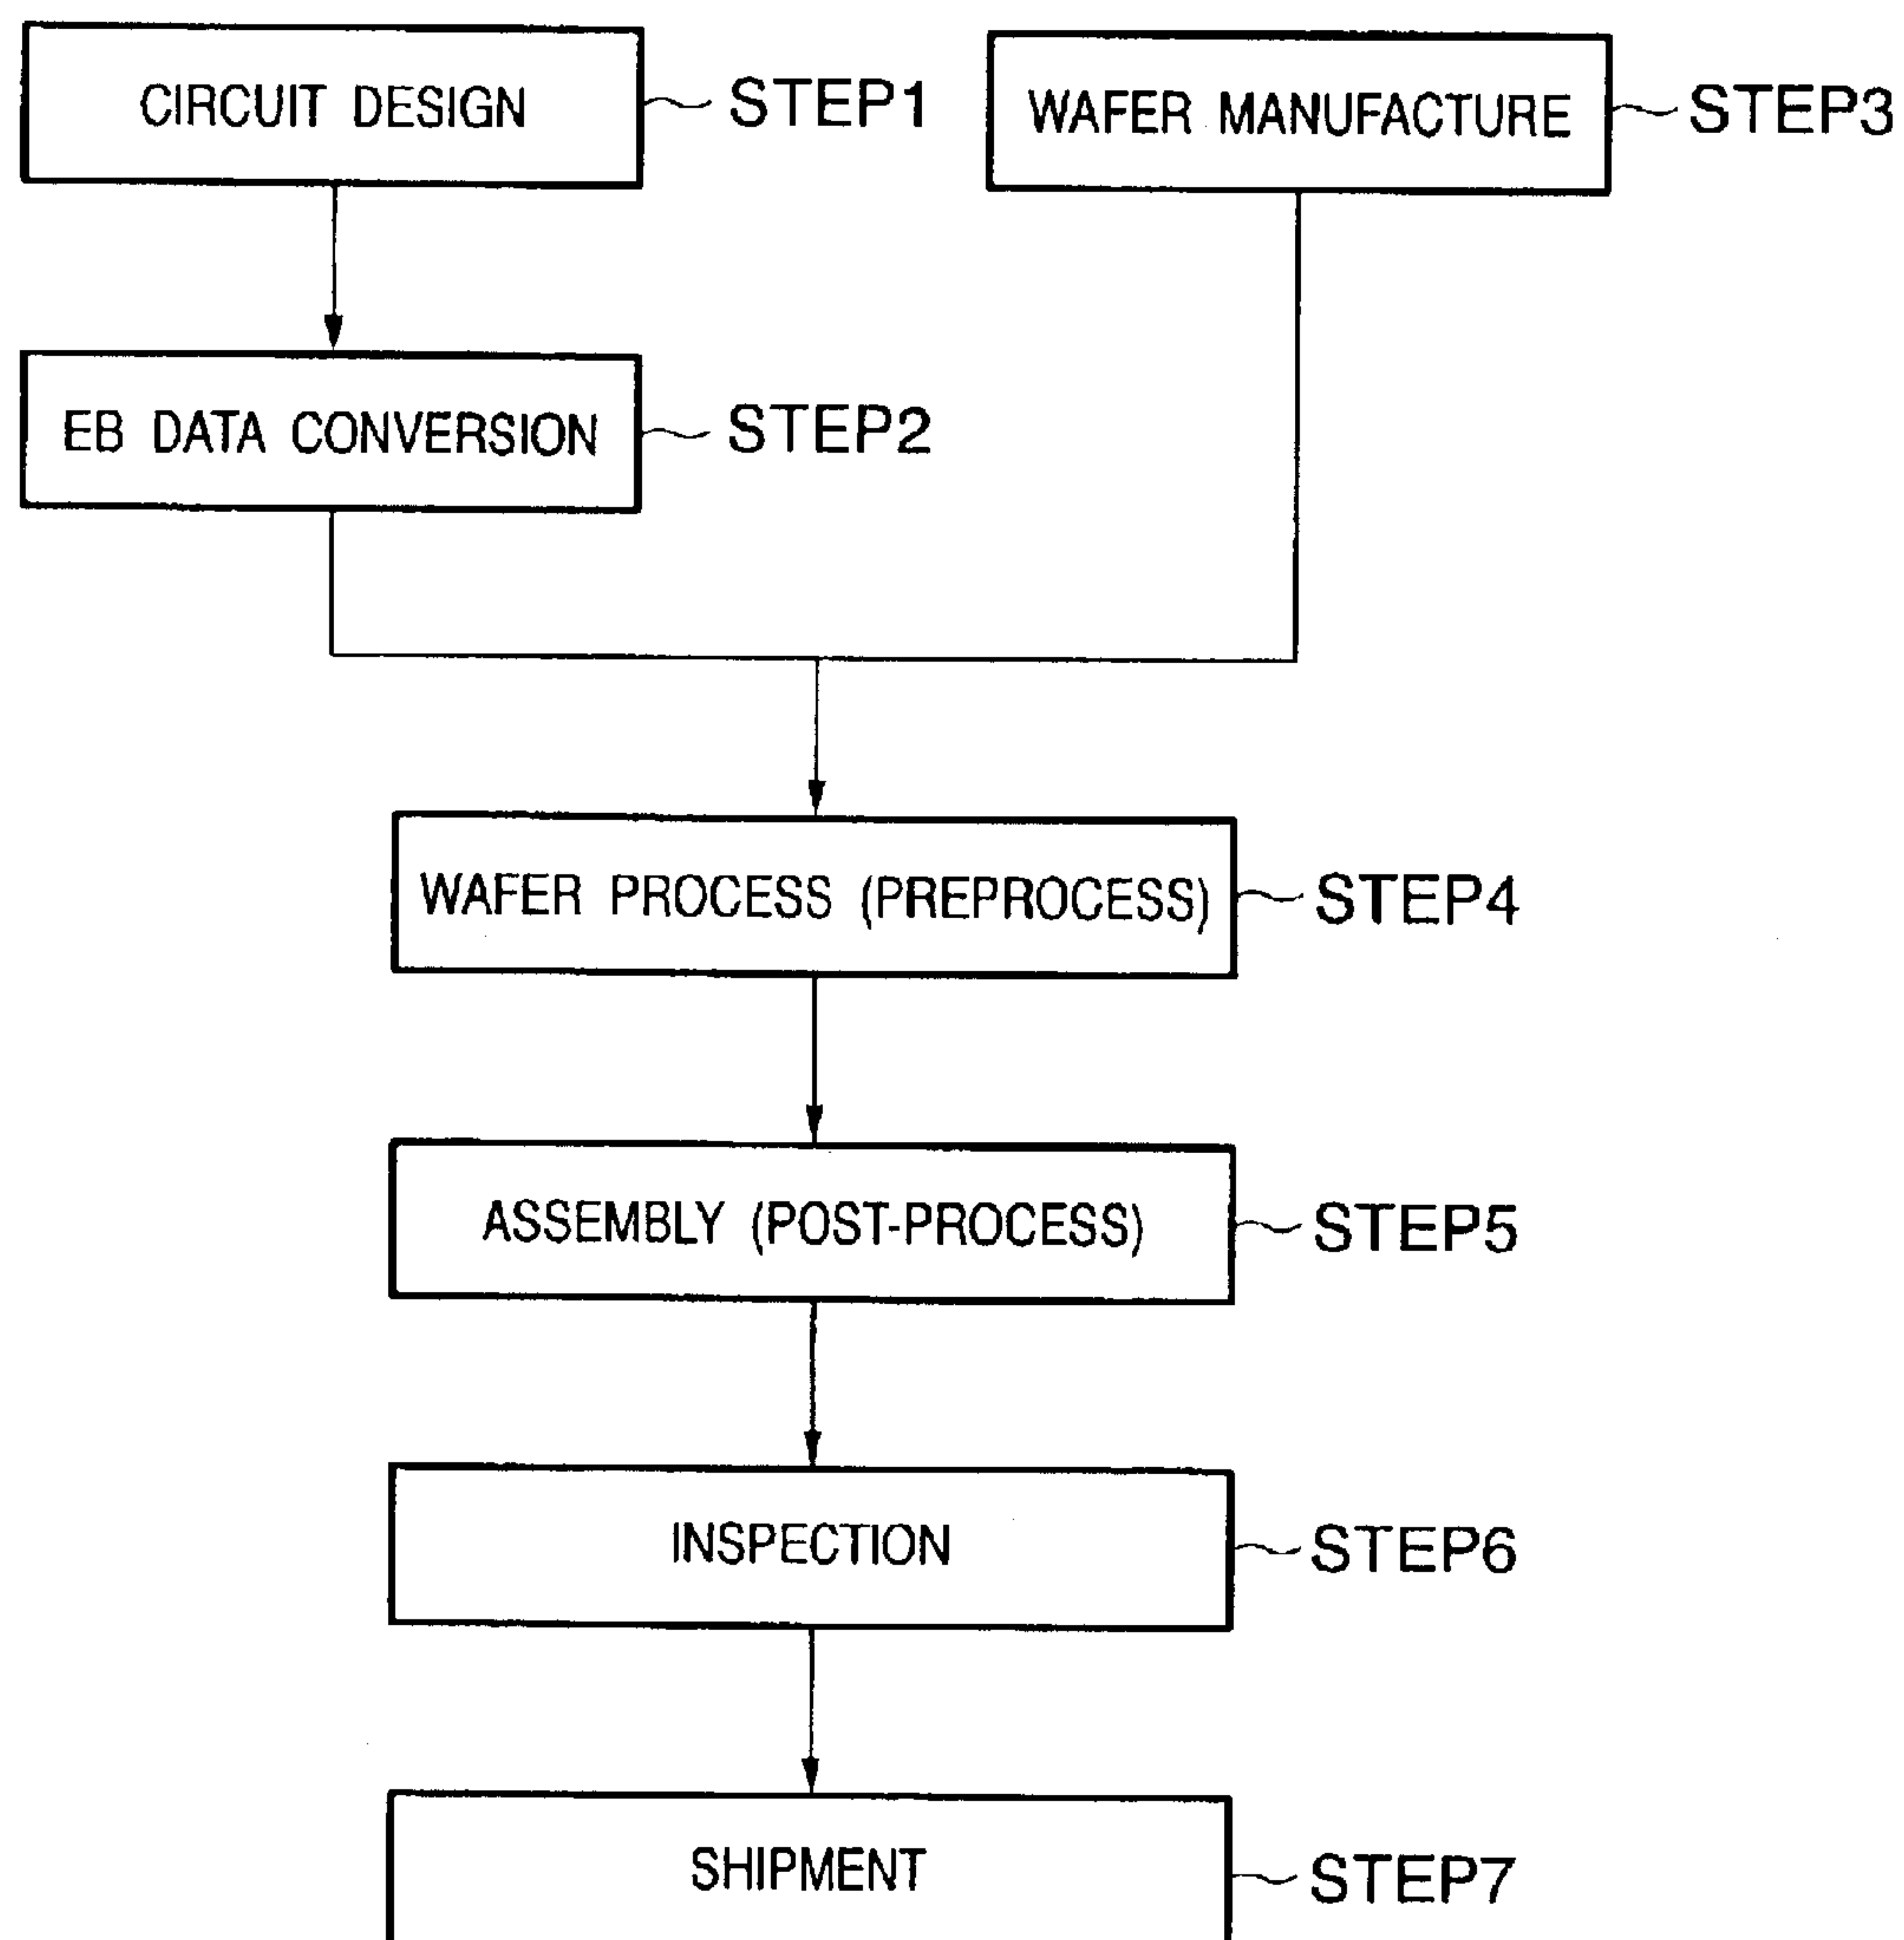 CIRCUIT DESIGN
STEP1
WAFER MANUFACTURE
STEP3
EB DATA CONVERSION
STEP2
WAFER PROCESS (PREPROCESS)
STEP4
ASSEMBLY (POST-PROCESS)
STEP5
INSPECTION
STEP6
SHIPMENT
STEP7